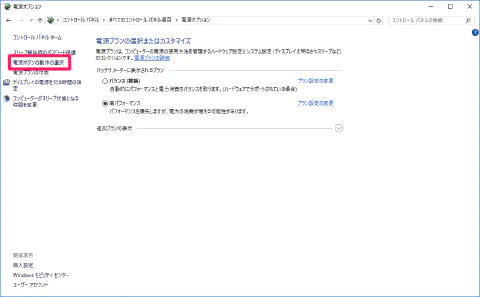 電源オプション
コントロール パネル > すべてのコントロール パネル項目 > 電源オプション
コントロール パネルの検索
コントロール パネル ホーム
スリープ解除時のパスワード保護
電源ボタンの動作の選択
電源プランの作成
ディスプレイの電源を切る時間の指定
コンピューターがスリープ状態になる時間を変更
電源プランの選択またはカスタマイズ
電源プランは、コンピューターの電源の使用方法を管理するハードウェア設定とシステム設定 (ディスプレイ明るさやスリープなど) のコレクションです。電源プランの詳細
バッテリ メーターに表示されるプラン
バランス (推奨)
プラン設定の変更
自動的にパフォーマンスと電力消費のバランスを取ります。(ハードウェアでサポートされている場合)
高パフォーマンス
プラン設定の変更
パフォーマンスを優先しますが、電力の消費が増える可能性があります。
追加プランの表示
関連項目
個人設定
Windows モビリティ センター
ユーザー アカウント